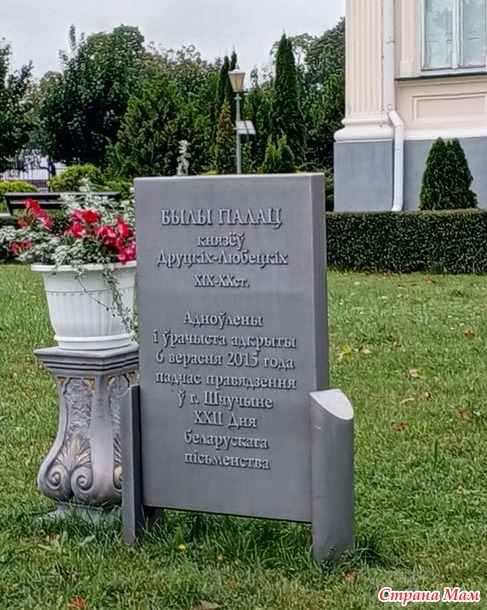 БЫЛЫ ПАЛАЦ
князёў
Друцкіх-Любецкіх
XIX-XXст.
Адноўлены
і ўрачыста адкрыты
6 верасня 2015 года
падчас правядзення
ў г. Шчучыне
XXII Дня
беларускага
пісьменства
Страна Мам